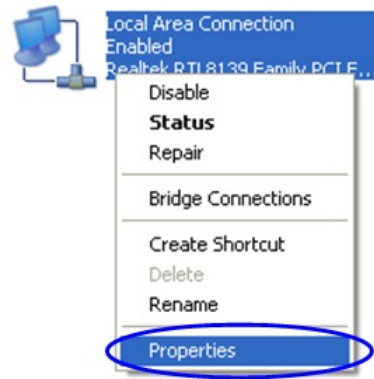 Local Area Connection
Enabled
Realtek RTL8139 Family PCI F...
Disable
Status
Repair
Bridge Connections
Create Shortcut
Delete
Rename
Properties